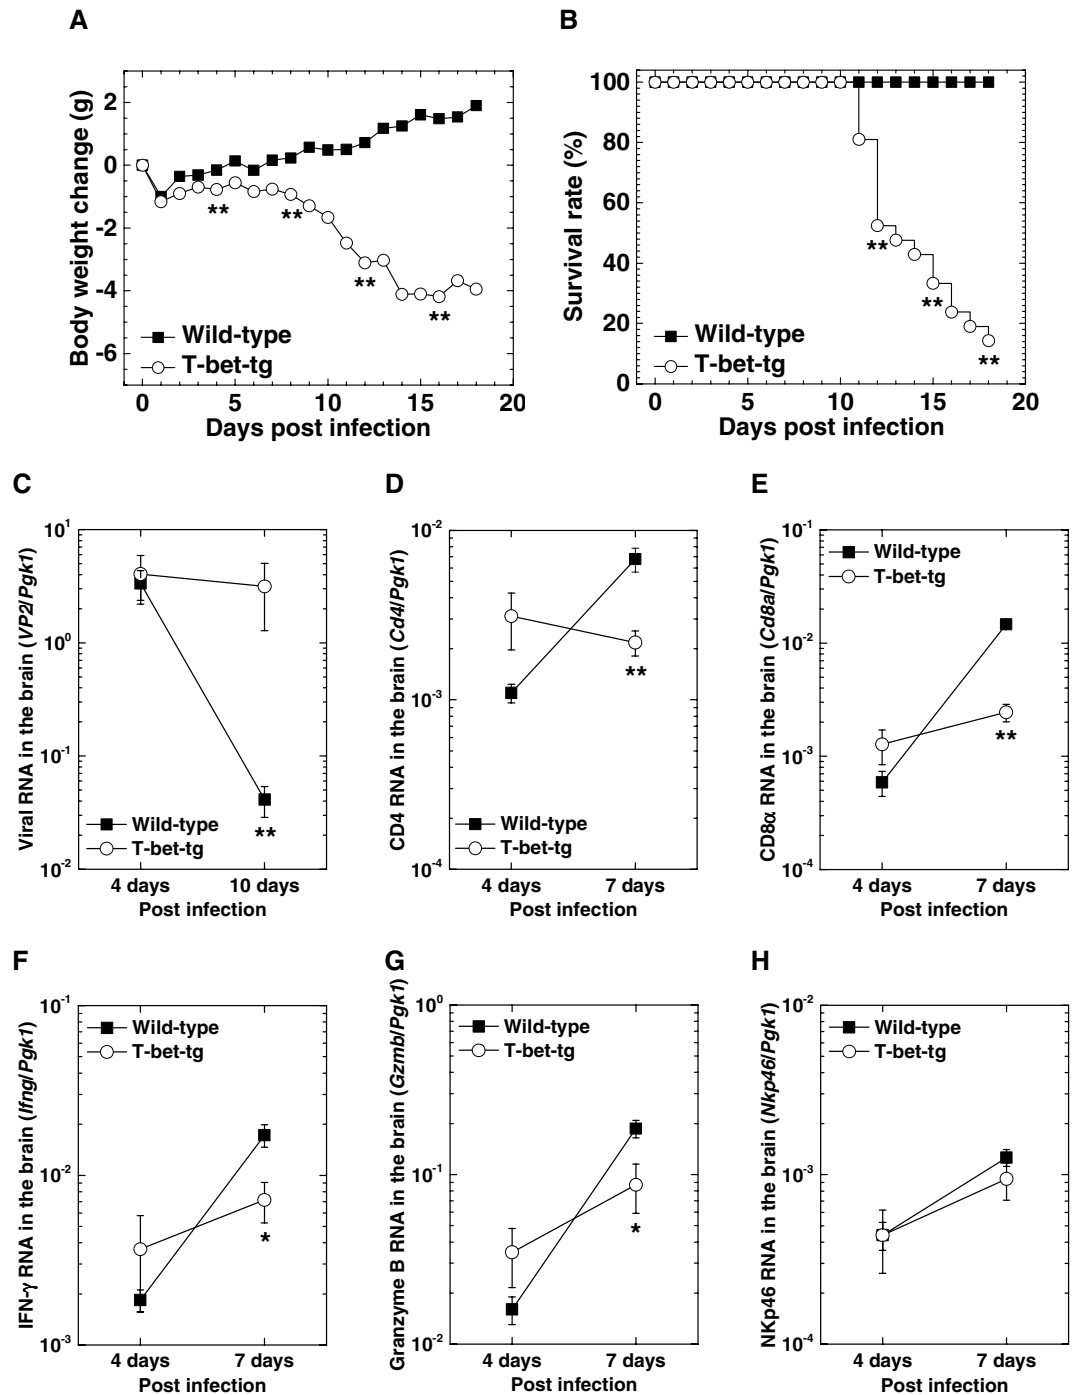 A
Body weight change (g)
2
0
-2
-4
-6
Wild-type
T-bet-tg
**
**
**
**
0
5
10
15
20
Days post infection
B
Survival rate (%)
100
80
60
40
20
0
Wild-type
T-bet-tg
**
**
**
0
5
10
15
20
Days post infection
C
Viral RNA in the brain (VP2/Pgk1)
10¹
10⁰
10⁻¹
10⁻²
Wild-type
T-bet-tg
**
4 days
10 days
Post infection
D
CD4 RNA in the brain (Cd4/Pgk1)
10⁻²
10⁻³
10⁻⁴
**
Wild-type
T-bet-tg
4 days
7 days
Post infection
E
CD8α RNA in the brain (Cd8a/Pgk1)
10⁻¹
10⁻²
10⁻³
10⁻⁴
Wild-type
T-bet-tg
**
4 days
7 days
Post infection
F
IFN-γ RNA in the brain (Ifng/Pgk1)
10⁻¹
10⁻²
10⁻³
Wild-type
T-bet-tg
*
4 days
7 days
Post infection
G
Granzyme B RNA in the brain (Gzmb/Pgk1)
10⁰
10⁻¹
10⁻²
Wild-type
T-bet-tg
*
4 days
7 days
Post infection
H
NKp46 RNA in the brain (Nkp46/Pgk1)
10⁻²
10⁻³
10⁻⁴
Wild-type
T-bet-tg
4 days
7 days
Post infection